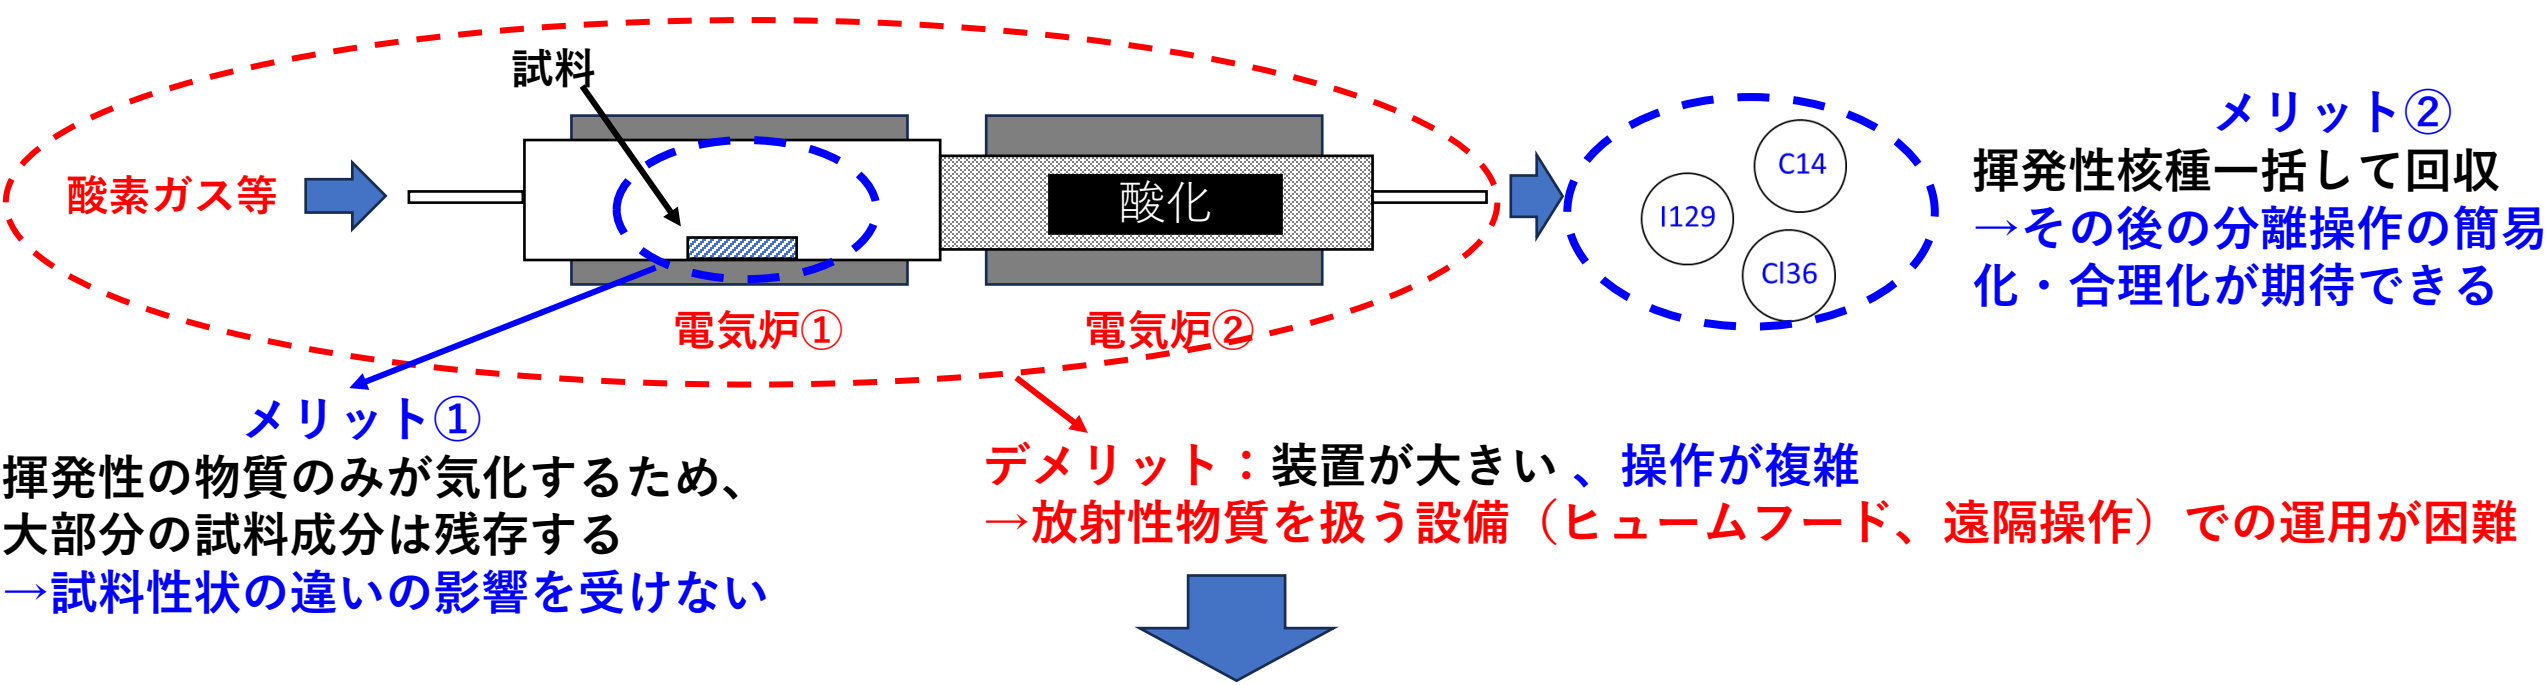 試料
酸素ガス等
酸化
電気炉①
電気炉②
C14
I129
Cl36
メリット②
揮発性核種一括して回収
→その後の分離操作の簡易
化・合理化が期待できる
メリット①
揮発性の物質のみが気化するため、
大部分の試料成分は残存する
→試料性状の違いの影響を受けない
デメリット：装置が大きい、操作が複雑
→放射性物質を扱う設備（ヒュームフード、遠隔操作）での運用が困難